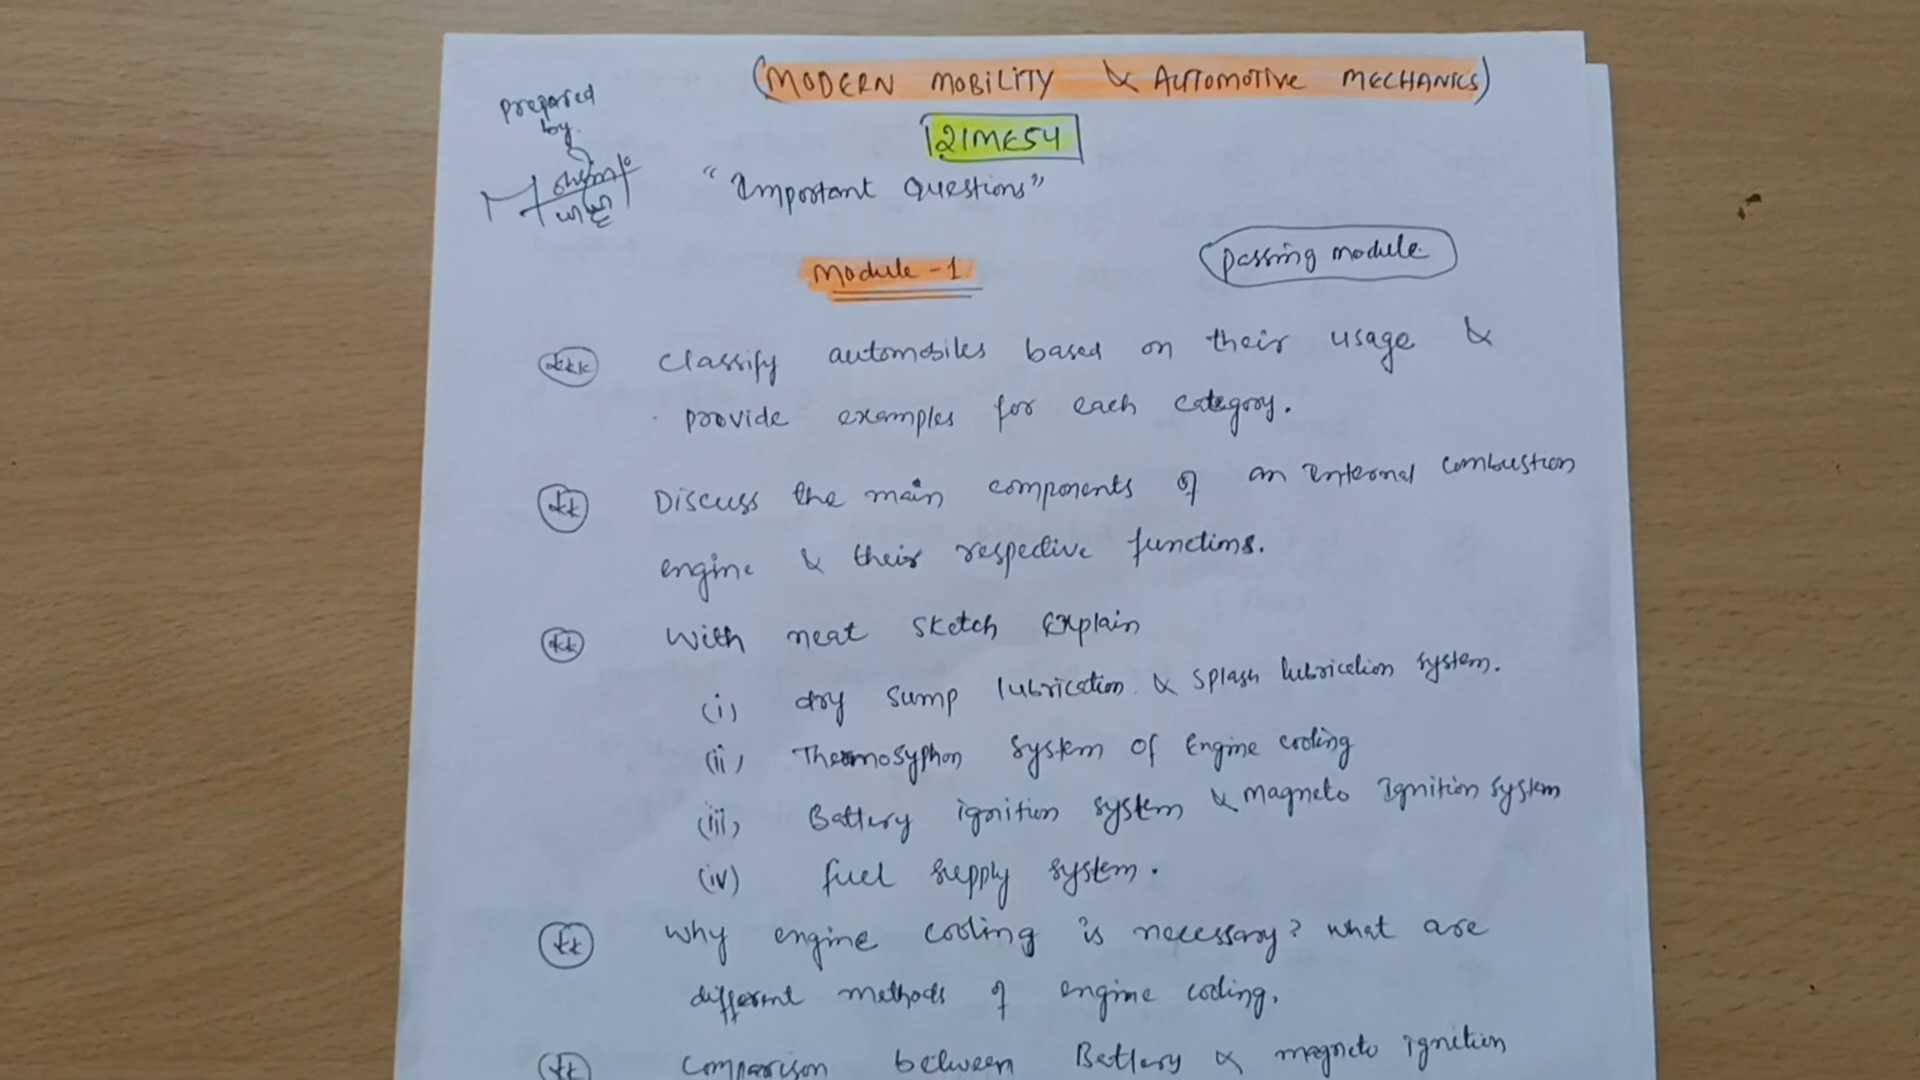 (MODERN MOBILITY & AUTOMOTIVE MECHANICS)
prepared
by.
21ME54
"Important Questions"
Module-1
passing module
classify automobiles based on their usage &
provide examples for each category.
Discuss the main components of an internal combustion
engine & their respective functions.
With neat sketch explain
(i) dry sump lubrication & splash lubrication system.
(ii) Thermosyphon system of Engine cooling
(iii) Battery ignition system & magneto Ignition system
(iv) fuel supply system.
Why engine cooling is necessary? What are
different methods of engine cooling.
Comparison between Battery & magneto ignition